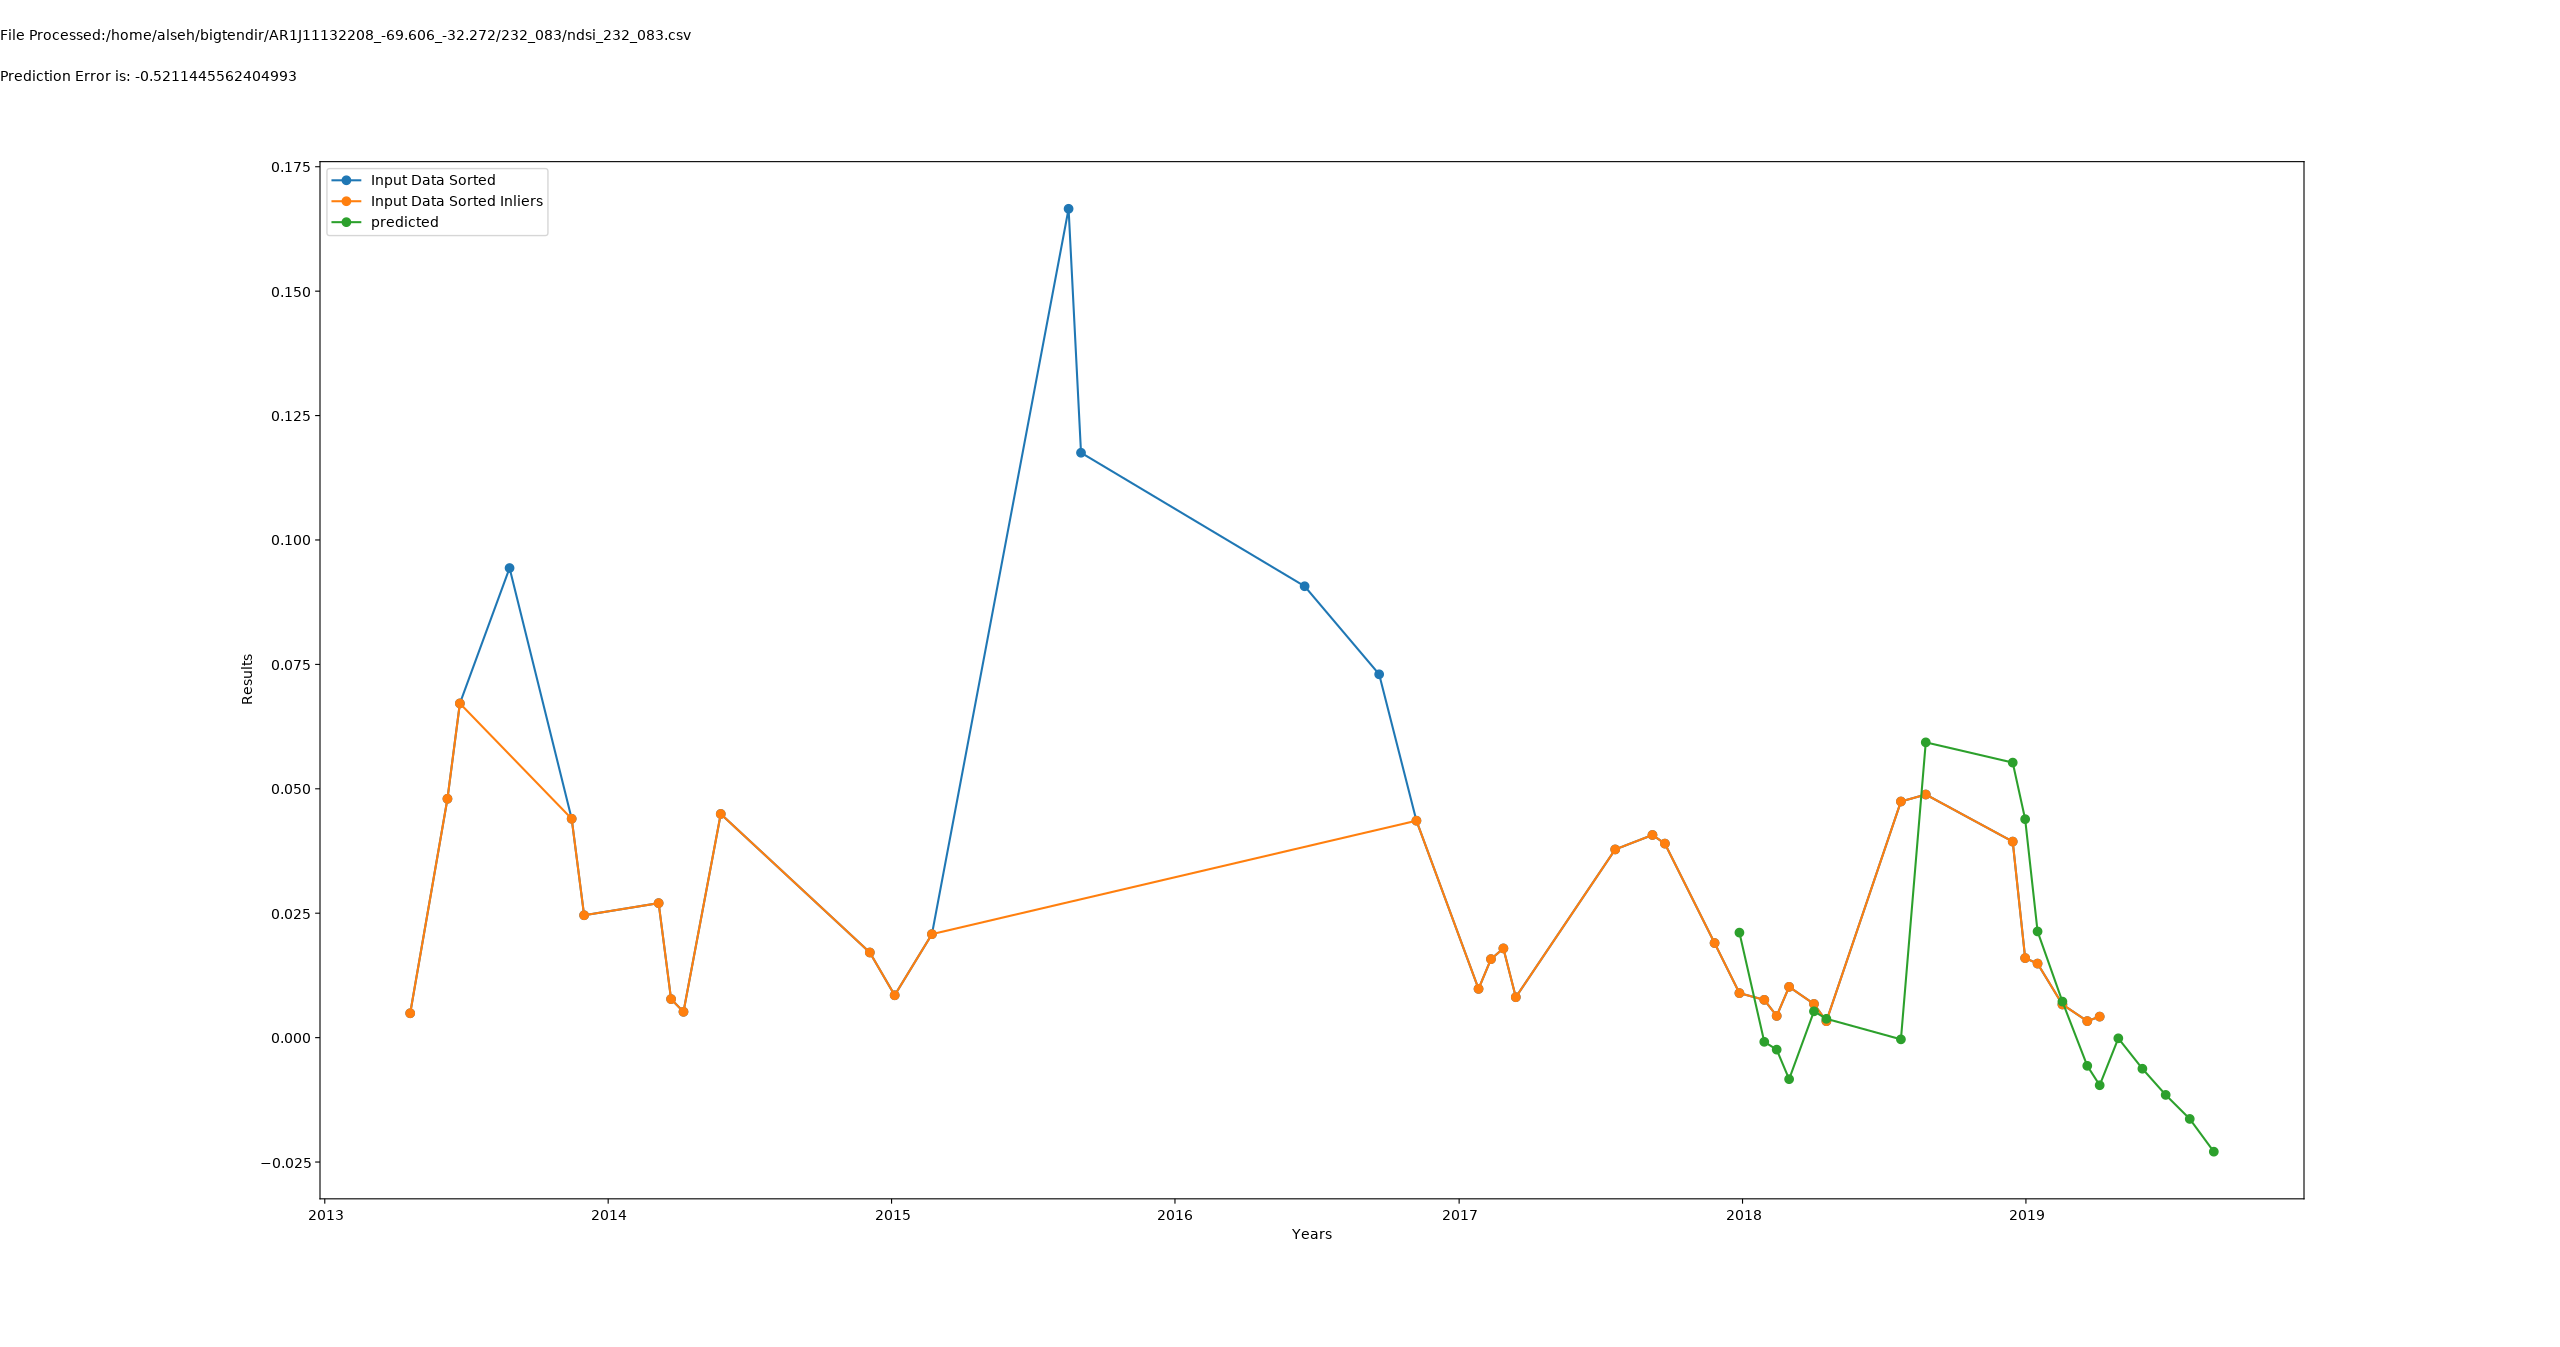 File Processed:/home/alseh/bigtendir/AR1J11132208_-69.606_-32.272/232_083/ndsi_232_083.csv
Prediction Error is: -0.5211445562404993
Input Data Sorted
Input Data Sorted Inliers
predicted
0.175
0.150
0.125
0.100
0.075
0.050
0.025
0.000
−0.025
Results
2013 2014 2015 2016 2017 2018 2019
Years